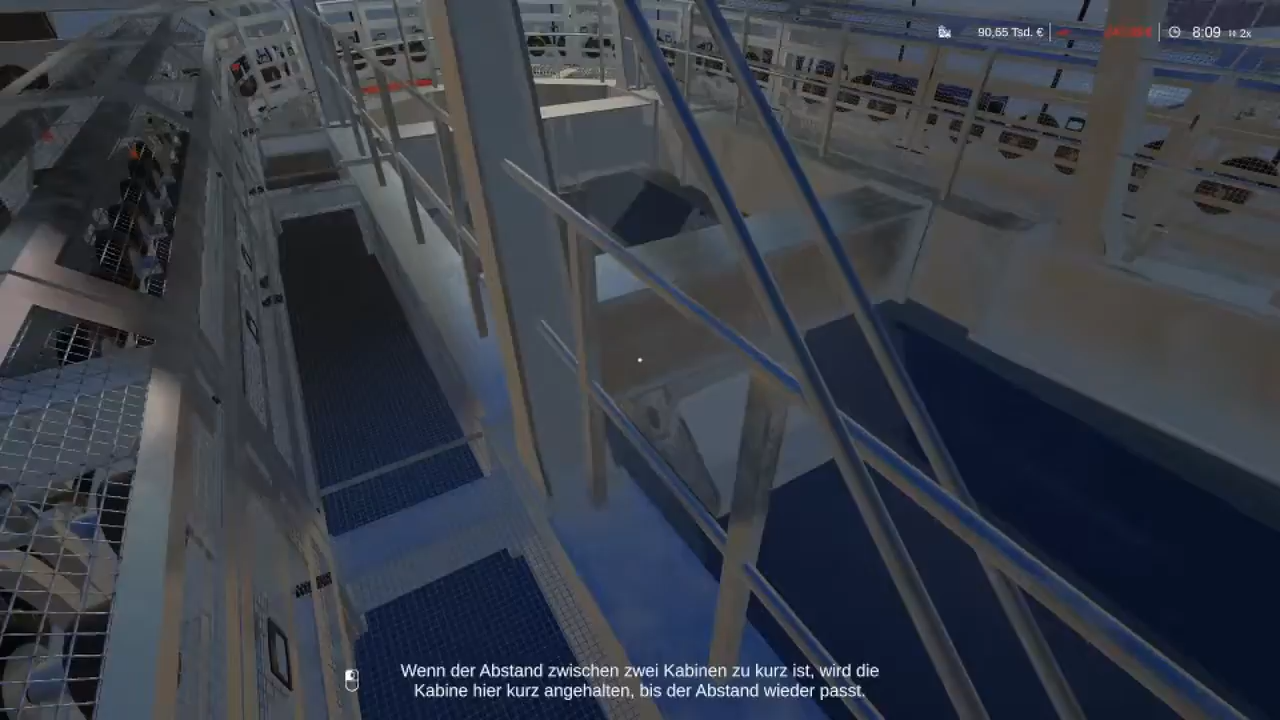 90,65 Tsd. €
8:09
2x
Wenn der Abstand zwischen zwei Kabinen zu kurz ist, wird die
Kabine hier kurz angehalten, bis der Abstand wieder passt.